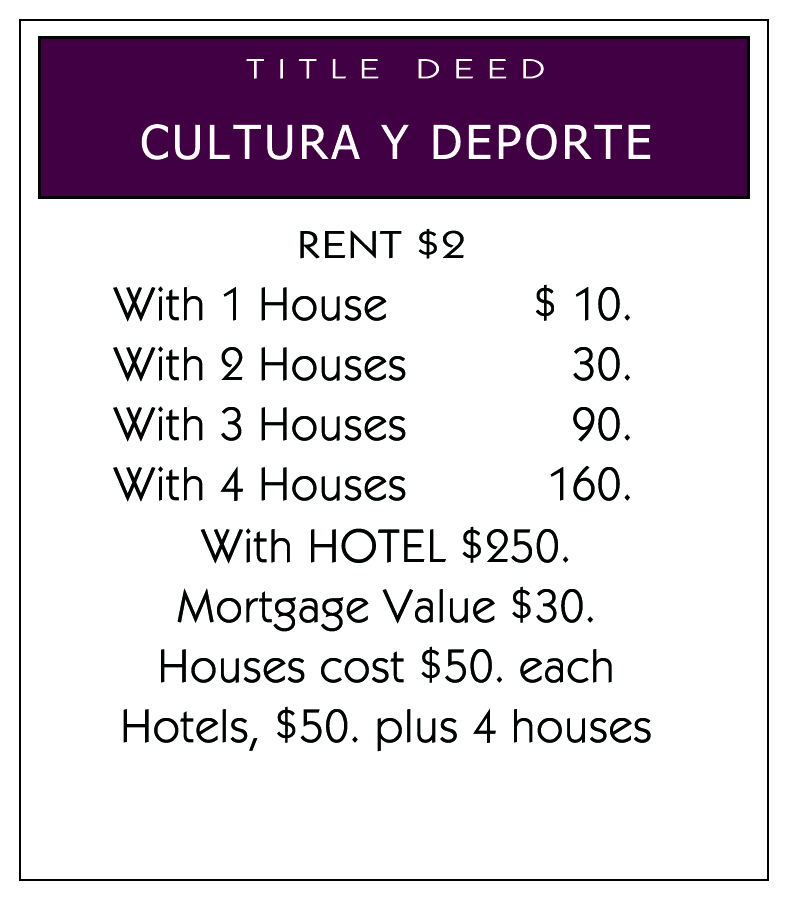 TITLE DEED
CULTURA Y DEPORTE
RENT $2
With 1 House $ 10.
With 2 Houses 30.
With 3 Houses 90.
With 4 Houses 160.
With HOTEL $250.
Mortgage Value $30.
Houses cost $50. each
Hotels, $50. plus 4 houses